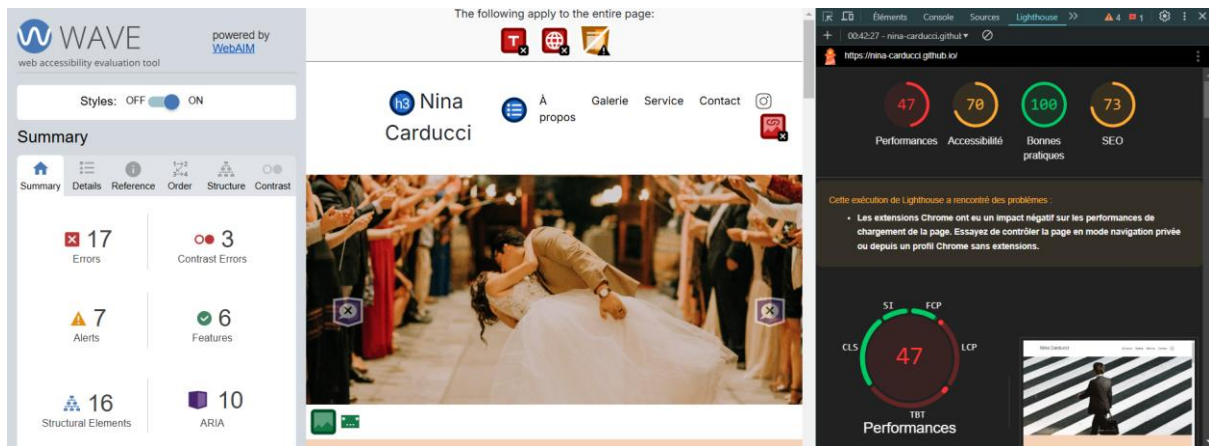 WAVE
powered by
WebAIM
web accessibility evaluation tool
Styles: OFF ON
Summary
Summary Details Reference Order Structure Contrast
17
Errors
3
Contrast Errors
7
Alerts
6
Features
16
Structural Elements
10
ARIA
The following apply to the entire page:
T
h3 Nina
Carducci
À
propos
Galerie Service Contact
Éléments Console Sources Lighthouse
4 1
00:42:27 - nina-carducci.githut
https://nina-carducci.github.io/
47 70 100 73
Performances Accessibilité Bonnes
pratiques SEO
Cette exécution de Lighthouse a rencontré des problèmes :
Les extensions Chrome ont eu un impact négatif sur les performances de
chargement de la page. Essayez de contrôler la page en mode navigation privée
ou depuis un profil Chrome sans extensions.
SI FCP
CLS LCP
47
TBT
Performances
Nina Carducci